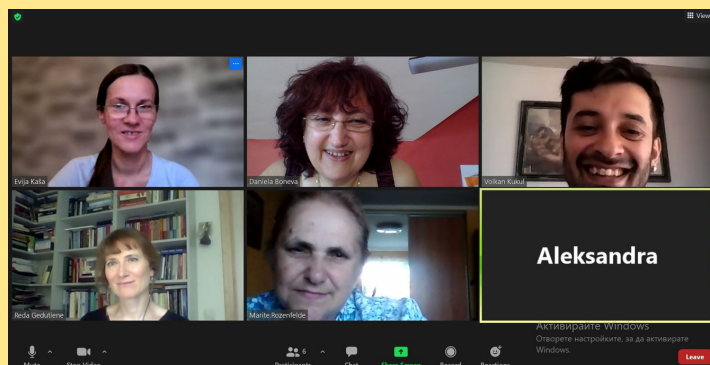 View
Evija Kaša
Daniela Boneva
Volkan Kukul
Reda Gedutiene
Marite Rozenfelde
Aleksandra
Активирайте Windows
Отворете настройките, за да активирате
Windows.
6
Mute
Stop Video
Participants
Chat
Share Screen
Record
Reactions
Leave